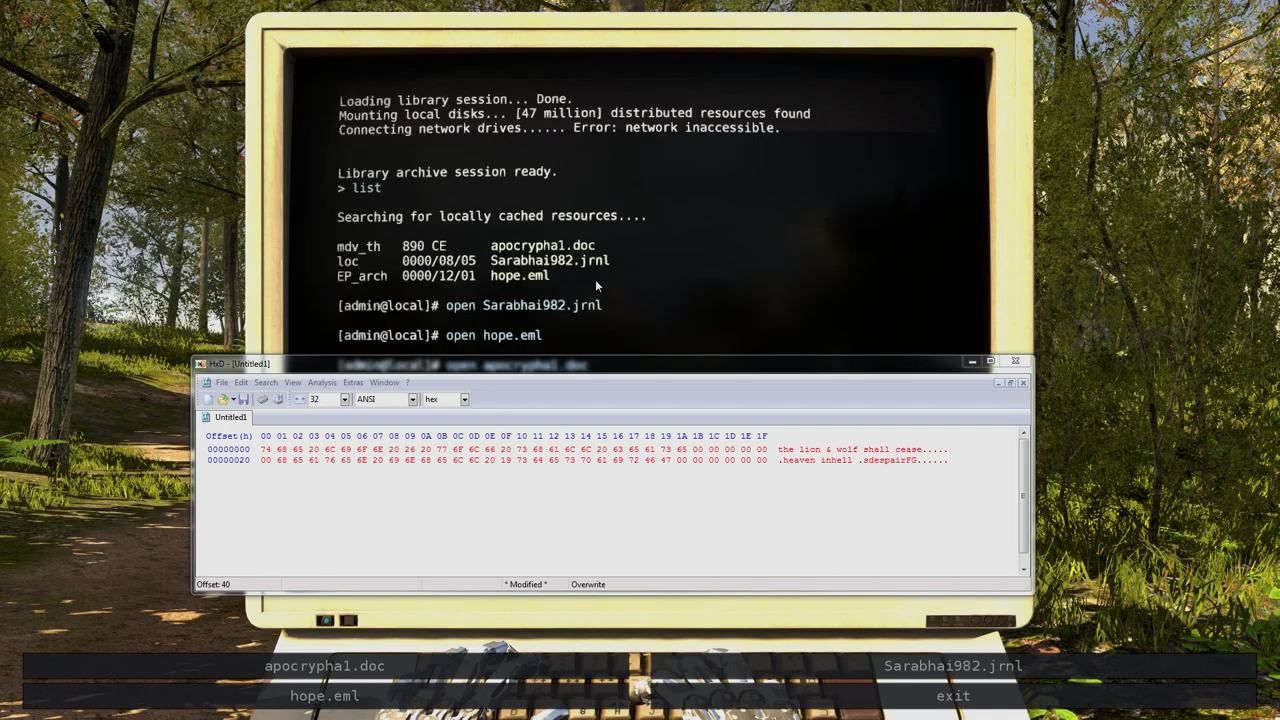 Loading library session... Done.
Mounting local disks... [47 million] distributed resources found
Connecting network drives...... Error: network inaccessible.
Library archive session ready.
> list
Searching for locally cached resources....
mdv_th 890 CE apocrypha1.doc
loc 0000/08/05 Sarabhai982.jrnl
EP_arch 0000/12/01 hope.eml
[admin@local]# open Sarabhai982.jrnl
[admin@local]# open hope.eml
[admin@local]# open apocrypha1.doc
HxD - [Untitled1]
File Edit Search View Analysis Extras Window ?
32 ANSI hex
Untitled1
Offset(h) 00 01 02 03 04 05 06 07 08 09 0A 0B 0C 0D 0E 0F 10 11 12 13 14 15 16 17 18 19 1A 1B 1C 1D 1E 1F
00000000 74 68 65 20 6C 69 6F 6E 20 26 20 77 6F 6C 66 20 73 68 61 6C 6C 20 63 65 61 73 65 00 00 00 00 00 the lion & wolf shall cease.....
00000020 00 68 65 61 76 65 6E 20 69 6E 68 65 6C 6C 20 19 73 64 65 73 70 61 69 72 46 47 00 00 00 00 00 00 .heaven inhell .sdespairFG......
Offset: 40 * Modified * Overwrite
apocrypha1.doc Sarabhai982.jrnl
hope.eml exit